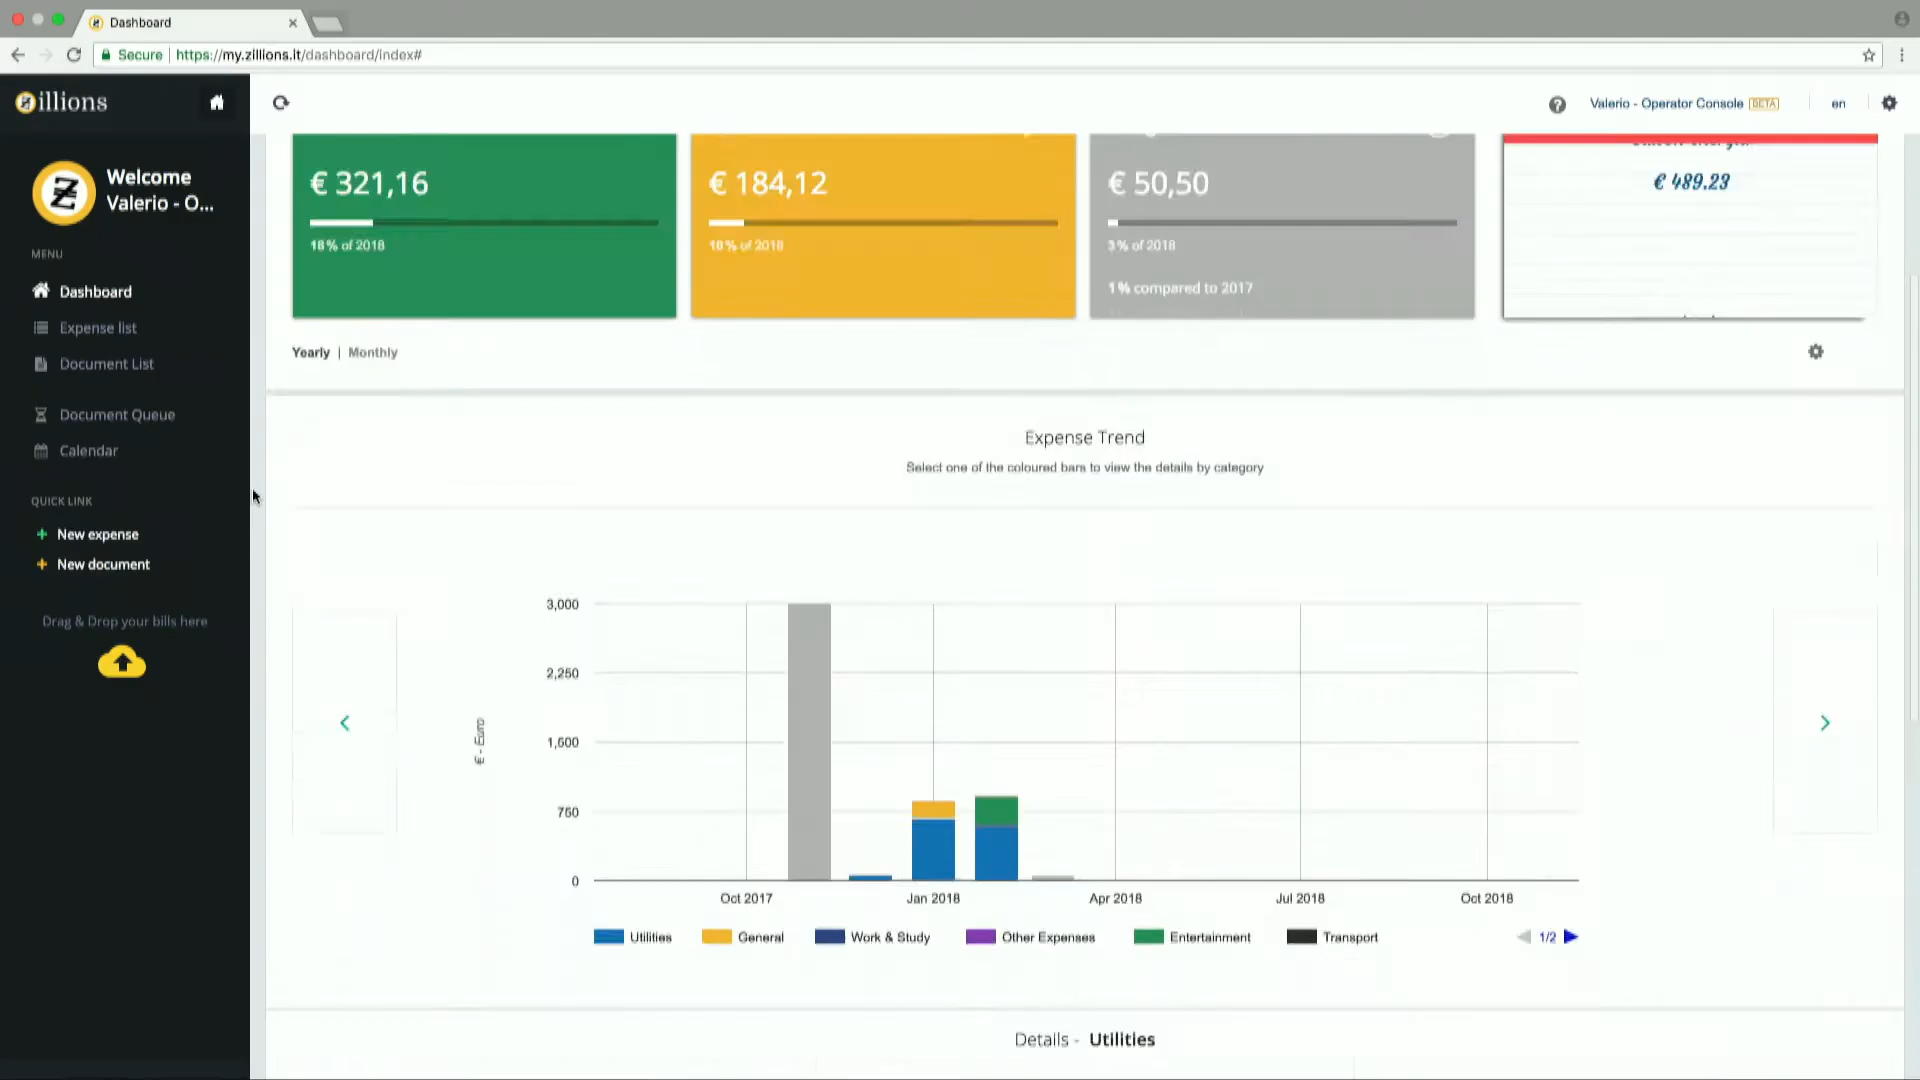 Dashboard
Secure | https://my.zillions.it/dashboard/index#
Zillions
Valerio - Operator Console BETA
en
Welcome
Valerio - O...
MENU
Dashboard
Expense list
Document List
Document Queue
Calendar
QUICK LINK
+ New expense
+ New document
Drag & Drop your bills here
€ 321,16
18% of 2018
€ 184,12
10% of 2018
€ 50,50
3% of 2018
1% compared to 2017
€ 489.23
Yearly | Monthly
Expense Trend
Select one of the coloured bars to view the details by category
3,000
2,250
1,500
750
0
€ - Euro
Oct 2017
Jan 2018
Apr 2018
Jul 2018
Oct 2018
Utilities
General
Work & Study
Other Expenses
Entertainment
Transport
1/2
Details - Utilities